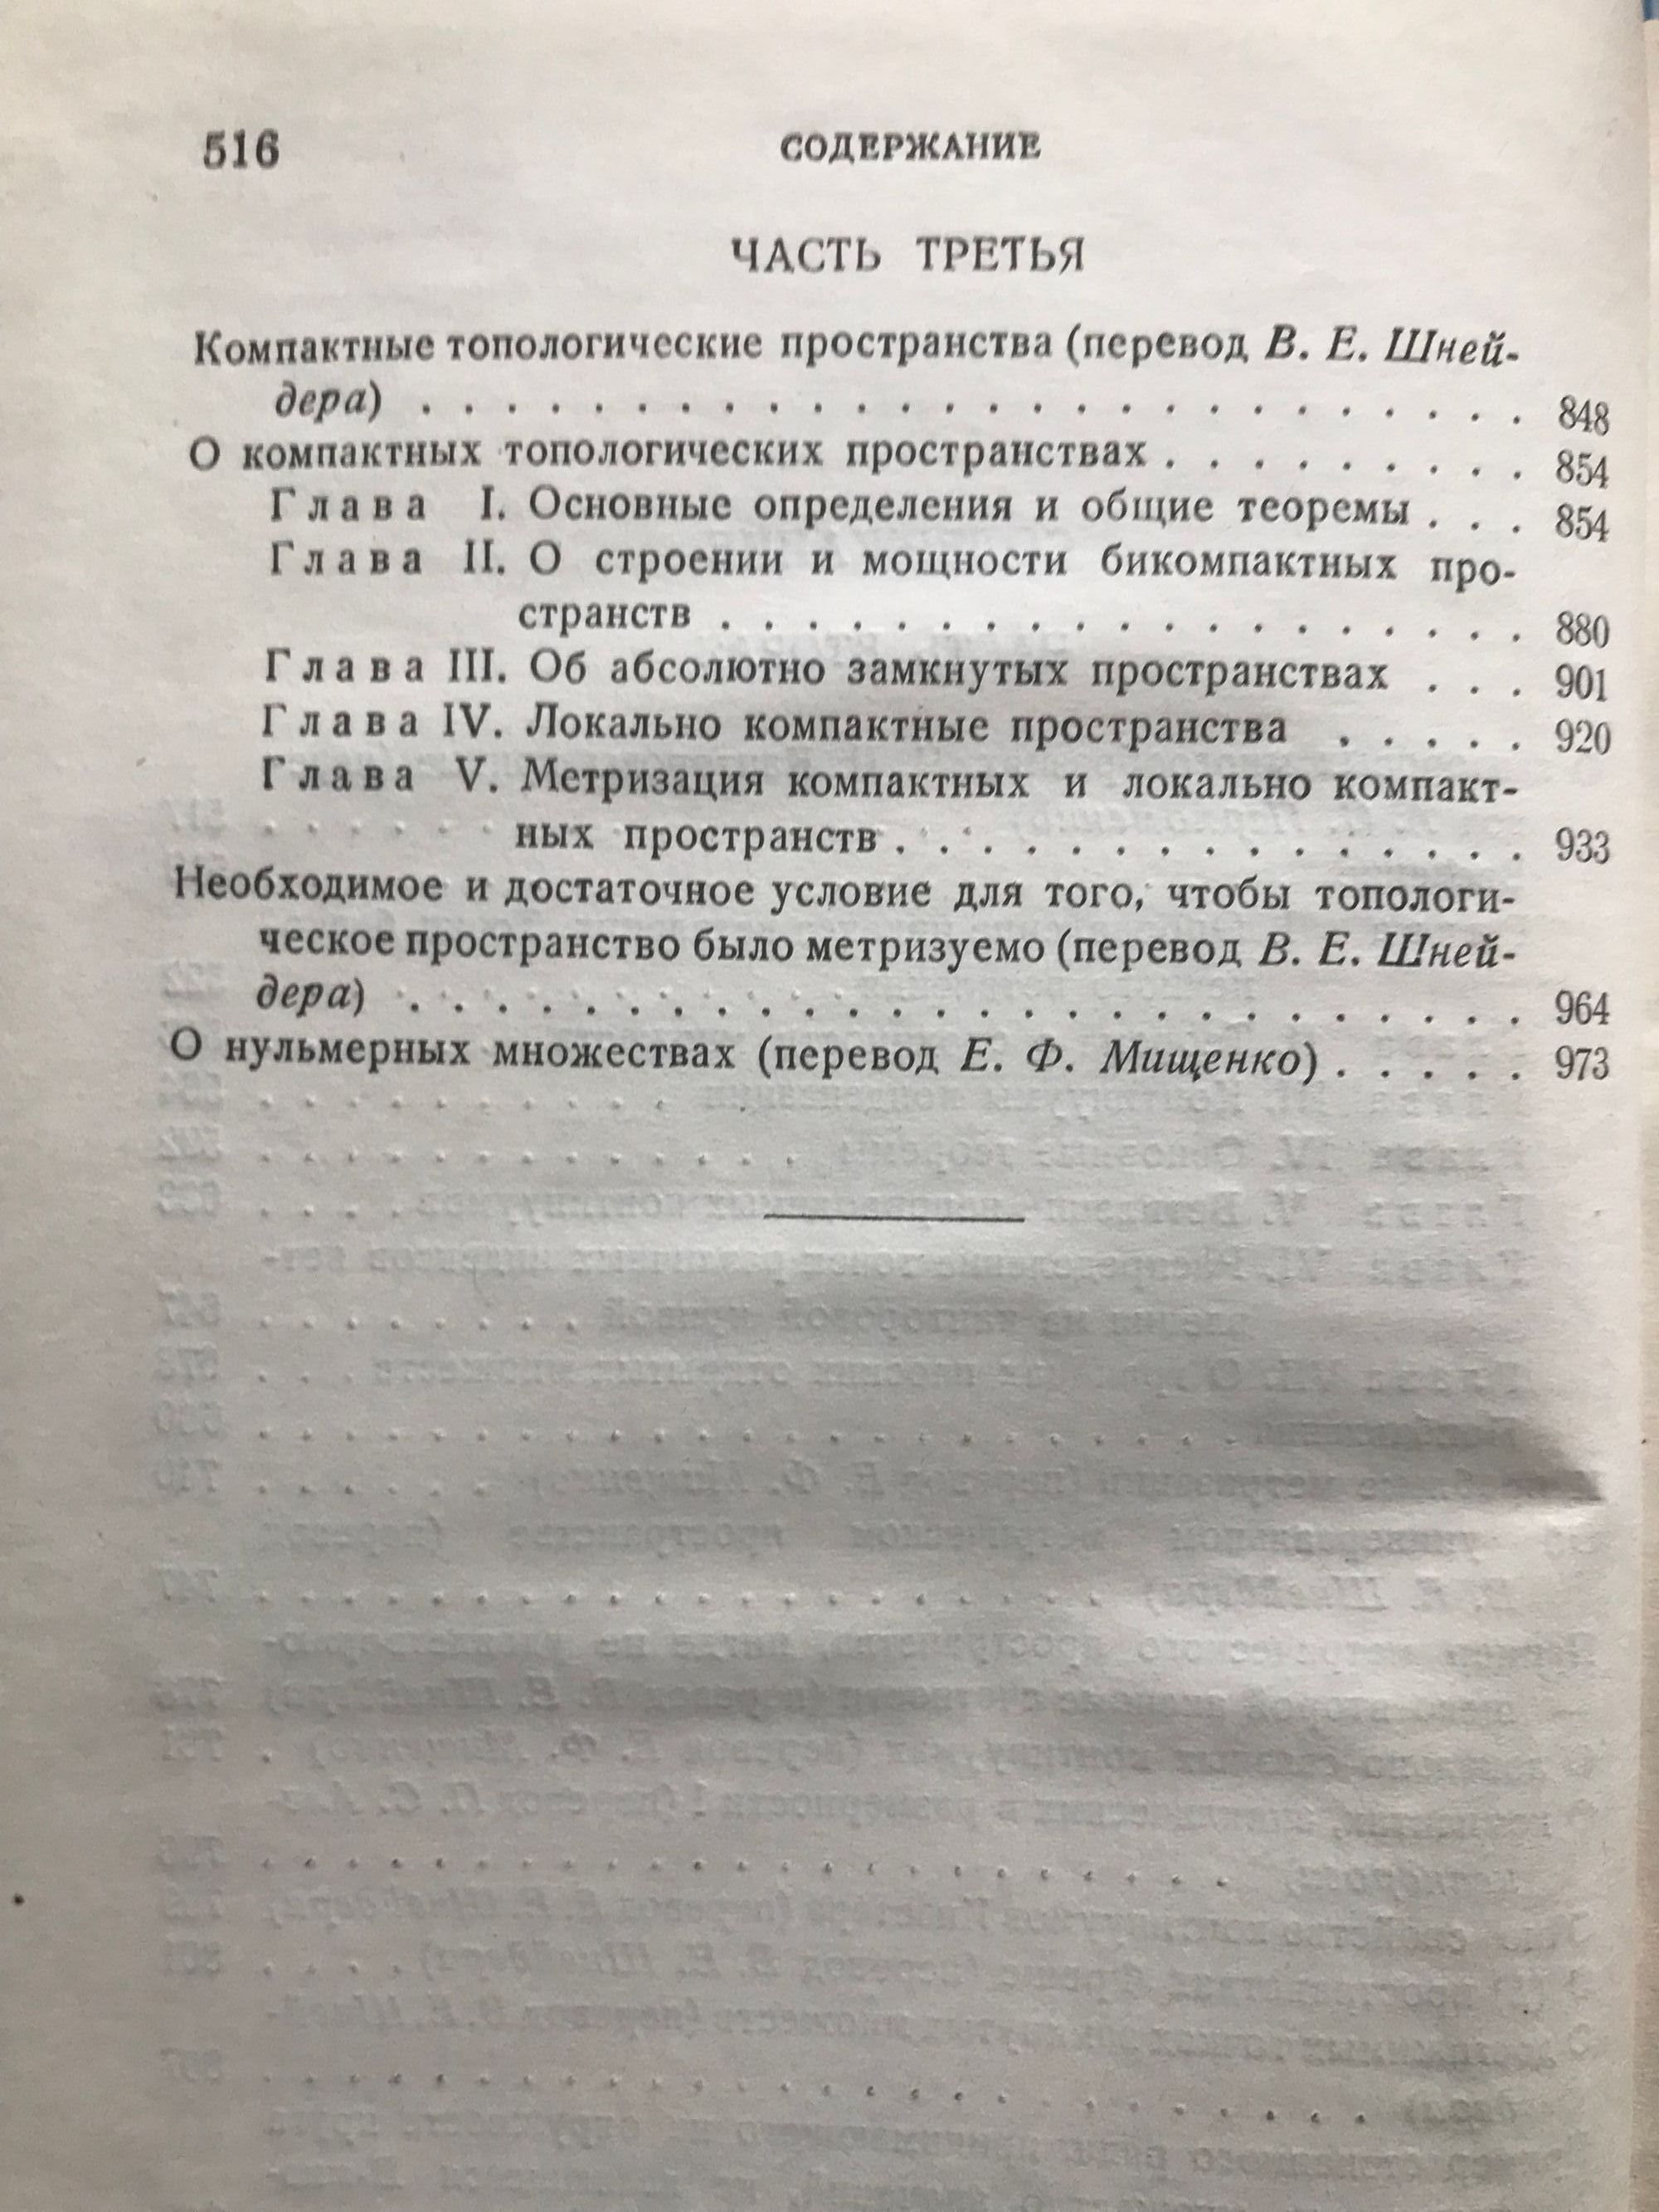 516 СОДЕРЖАНИЕ
ЧАСТЬ ТРЕТЬЯ
Компактные топологические пространства (перевод В. Е. Шней-
дера) . . . . . . . . . . . . . . . . . . . . . . . . . . 848
О компактных топологических пространствах . . . . . . . . . 854
Глава I. Основные определения и общие теоремы . . . 854
Глава II. О строении и мощности бикомпактных про-
странств . . . . . . . . . . . . . . . . . . . 880
Глава III. Об абсолютно замкнутых пространствах . . . 901
Глава IV. Локально компактные пространства . . . . . 920
Глава V. Метризация компактных и локально компакт-
ных пространств . . . . . . . . . . . . . . . 933
Необходимое и достаточное условие для того, чтобы тополо­ги-
ческое пространство было метризуемо (перевод В. Е. Шней-
дера) . . . . . . . . . . . . . . . . . . . . . . . . . . 964
О нульмерных множествах (перевод Е. Ф. Мищенко) . . . . . 973